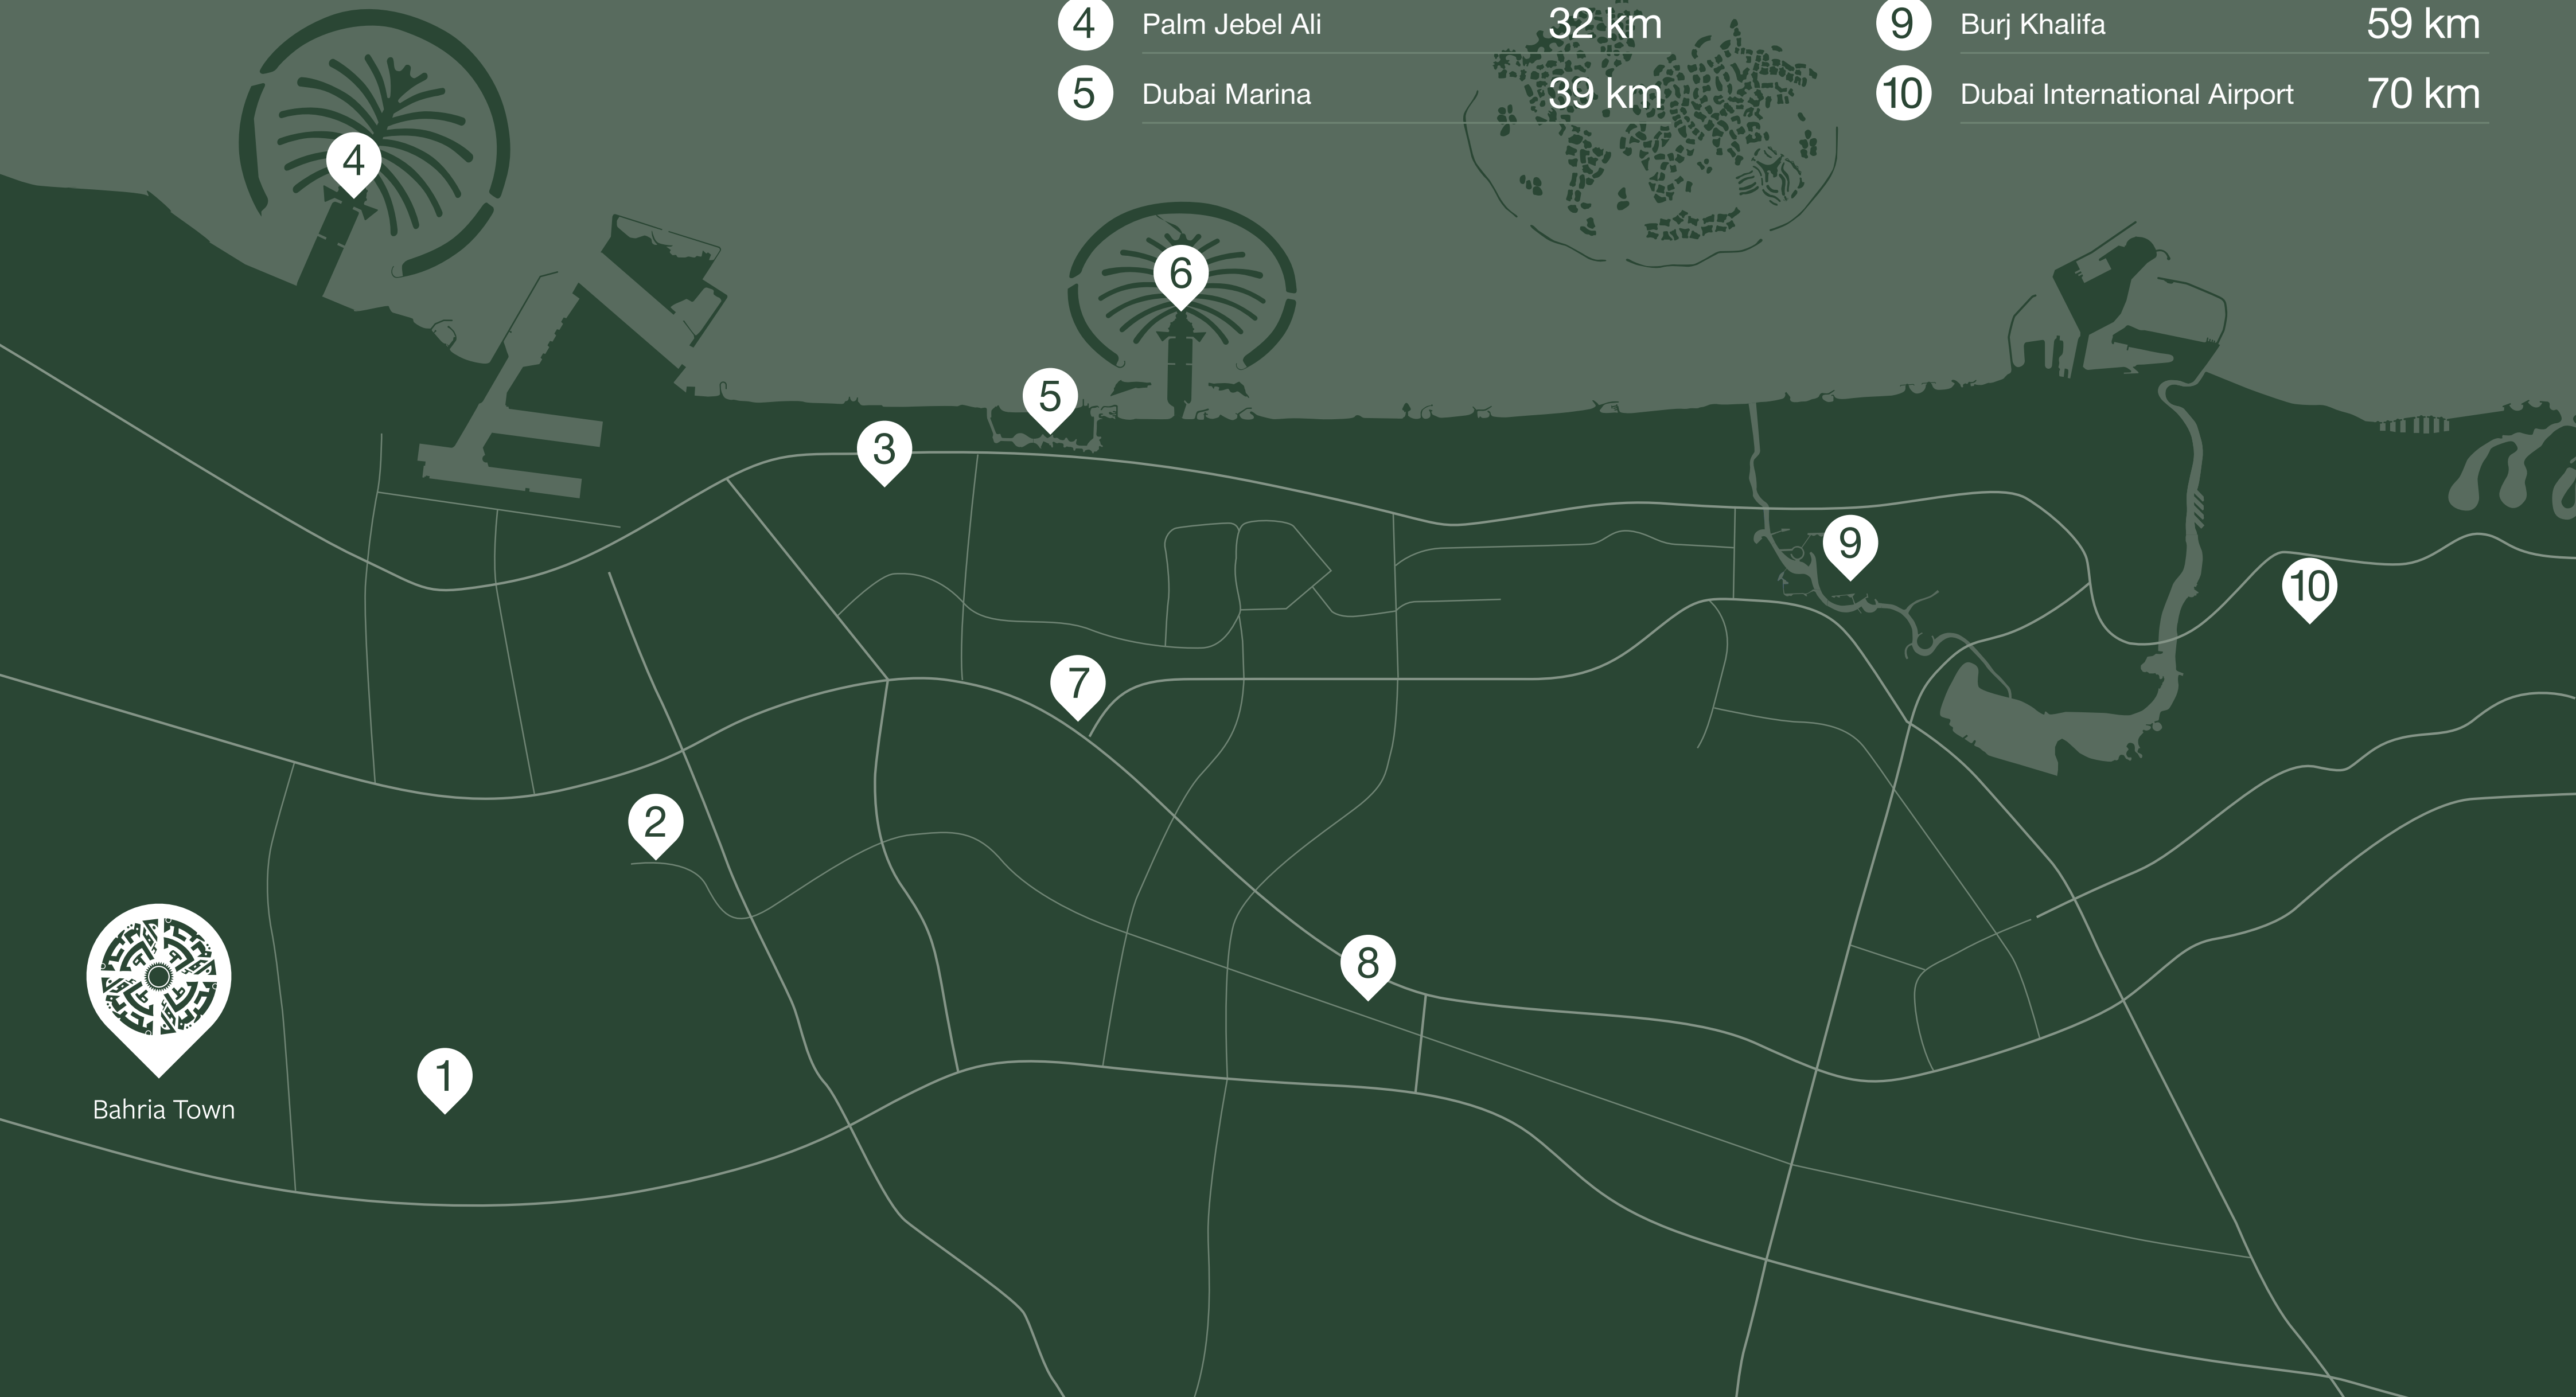 4 Palm Jebel Ali 32 km
9 Burj Khalifa 59 km
5 Dubai Marina 39 km
10 Dubai International Airport 70 km
4
6
5
3
9
10
7
2
8
1
Bahria Town